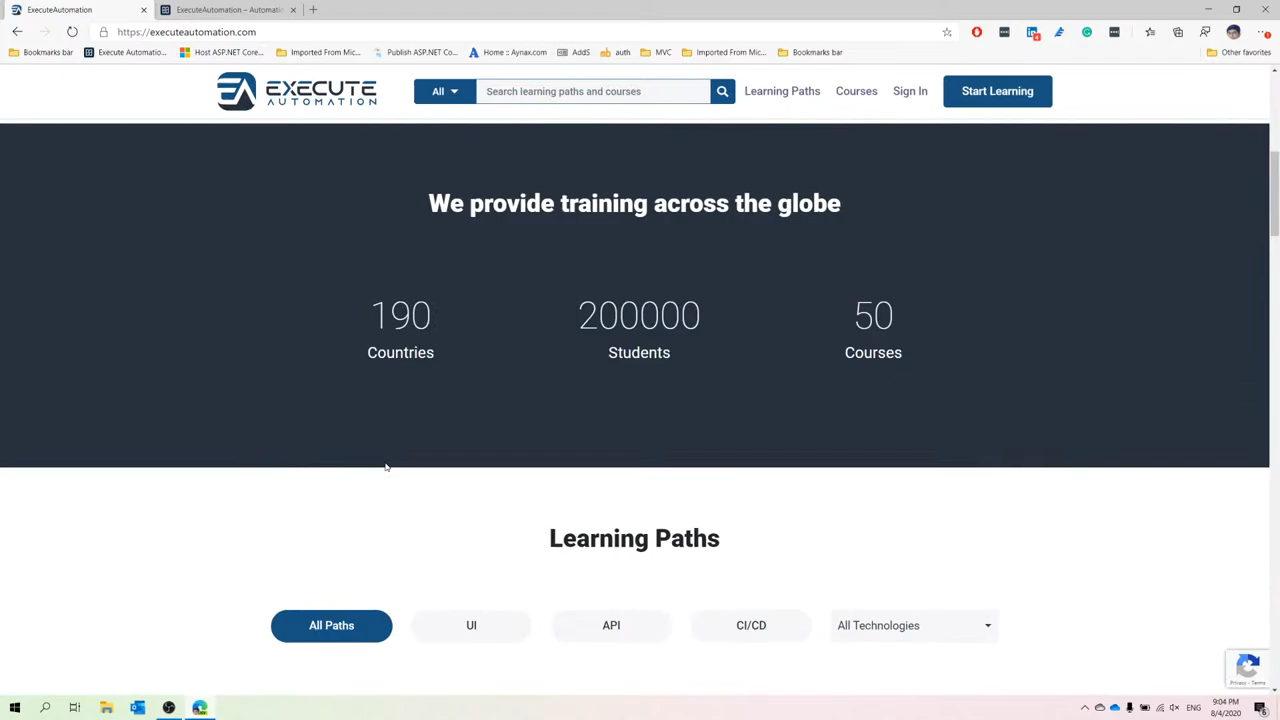 ExecuteAutomation
ExecuteAutomation – Automatio
https://executeautomation.com
Bookmarks bar
Execute Automatio...
Host ASP.NET Core...
Imported From Mic...
Publish ASP.NET Co...
Home :: Aynax.com
AddS
auth
MVC
Imported From Mic...
Bookmarks bar
Other favorites
EXECUTE
AUTOMATION
All
Search learning paths and courses
Learning Paths
Courses
Sign In
Start Learning
We provide training across the globe
190
200000
50
Countries
Students
Courses
Learning Paths
All Paths
UI
API
CI/CD
All Technologies
Privacy - Terms
ENG
9:04 PM
8/4/2020